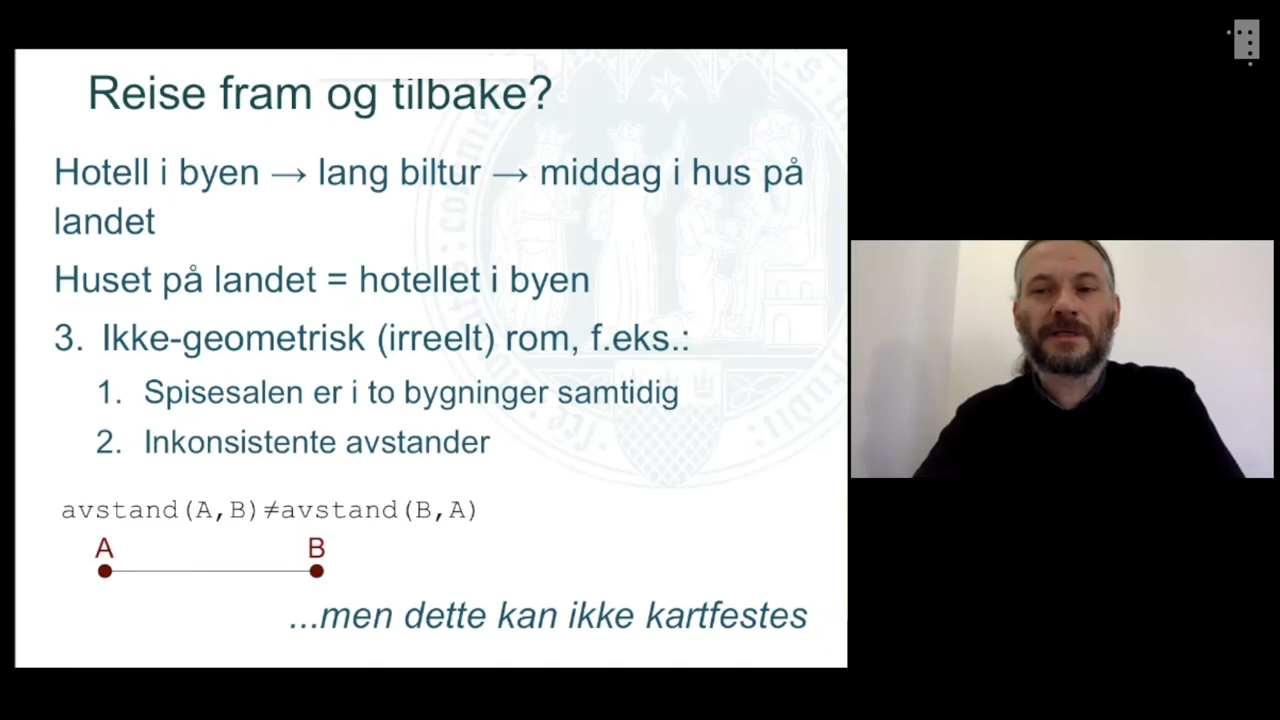 Reise fram og tilbake?
Hotell i byen → lang biltur → middag i hus på
landet
Huset på landet = hotellet i byen
3. Ikke-geometrisk (irreelt) rom, f.eks.:
1. Spisesalen er i to bygninger samtidig
2. Inkonsistente avstander
avstand(A,B)≠avstand(B,A)
A B
...men dette kan ikke kartfestes